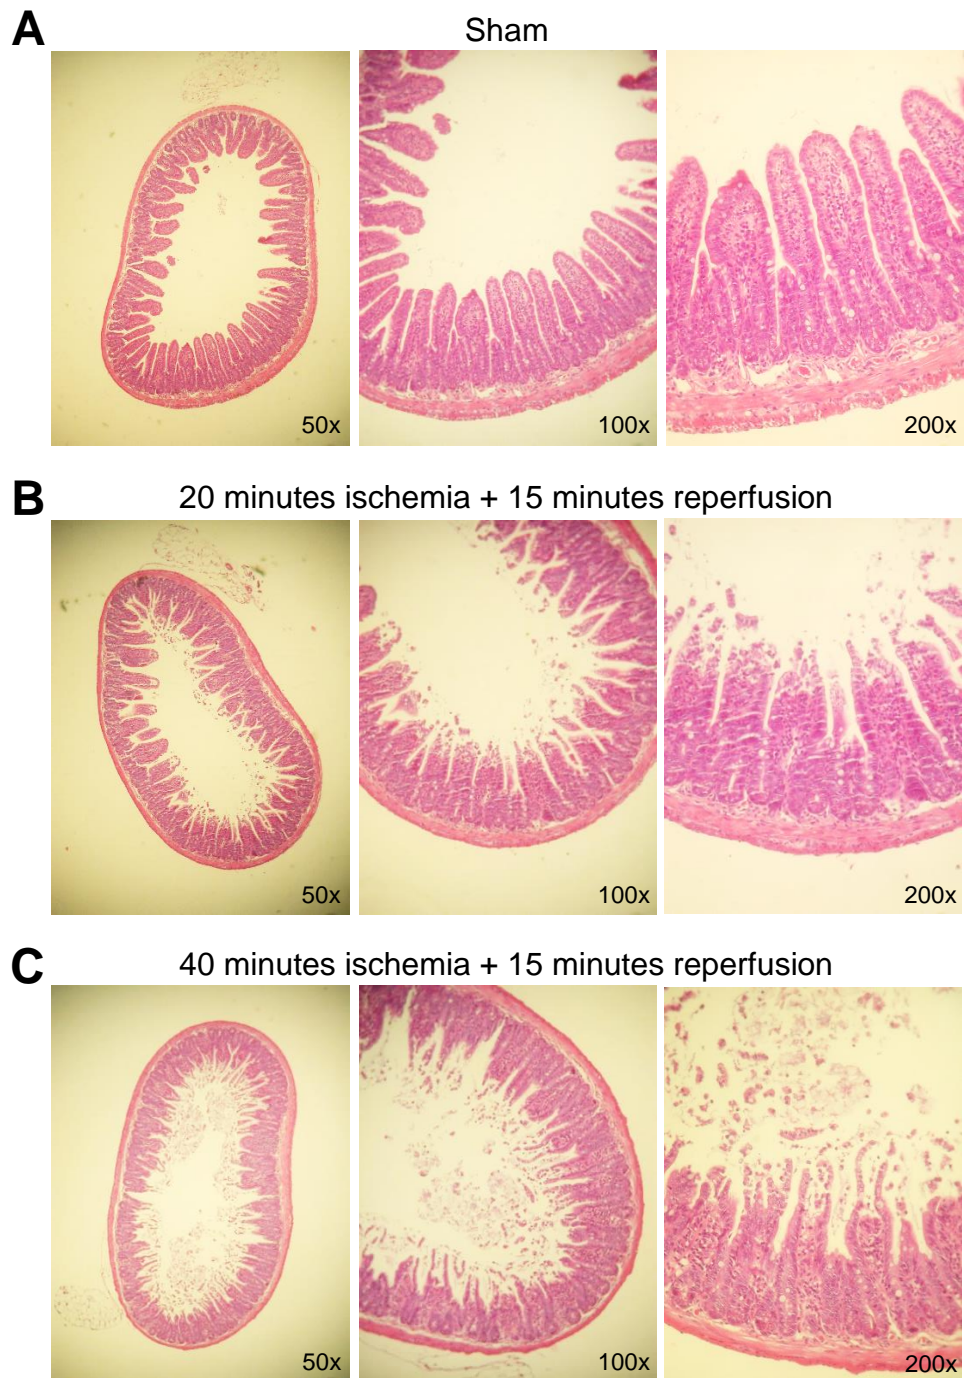 A
Sham
50x
100x
200x
B
20 minutes ischemia + 15 minutes reperfusion
50x
100x
200x
C
40 minutes ischemia + 15 minutes reperfusion
50x
100x
200x